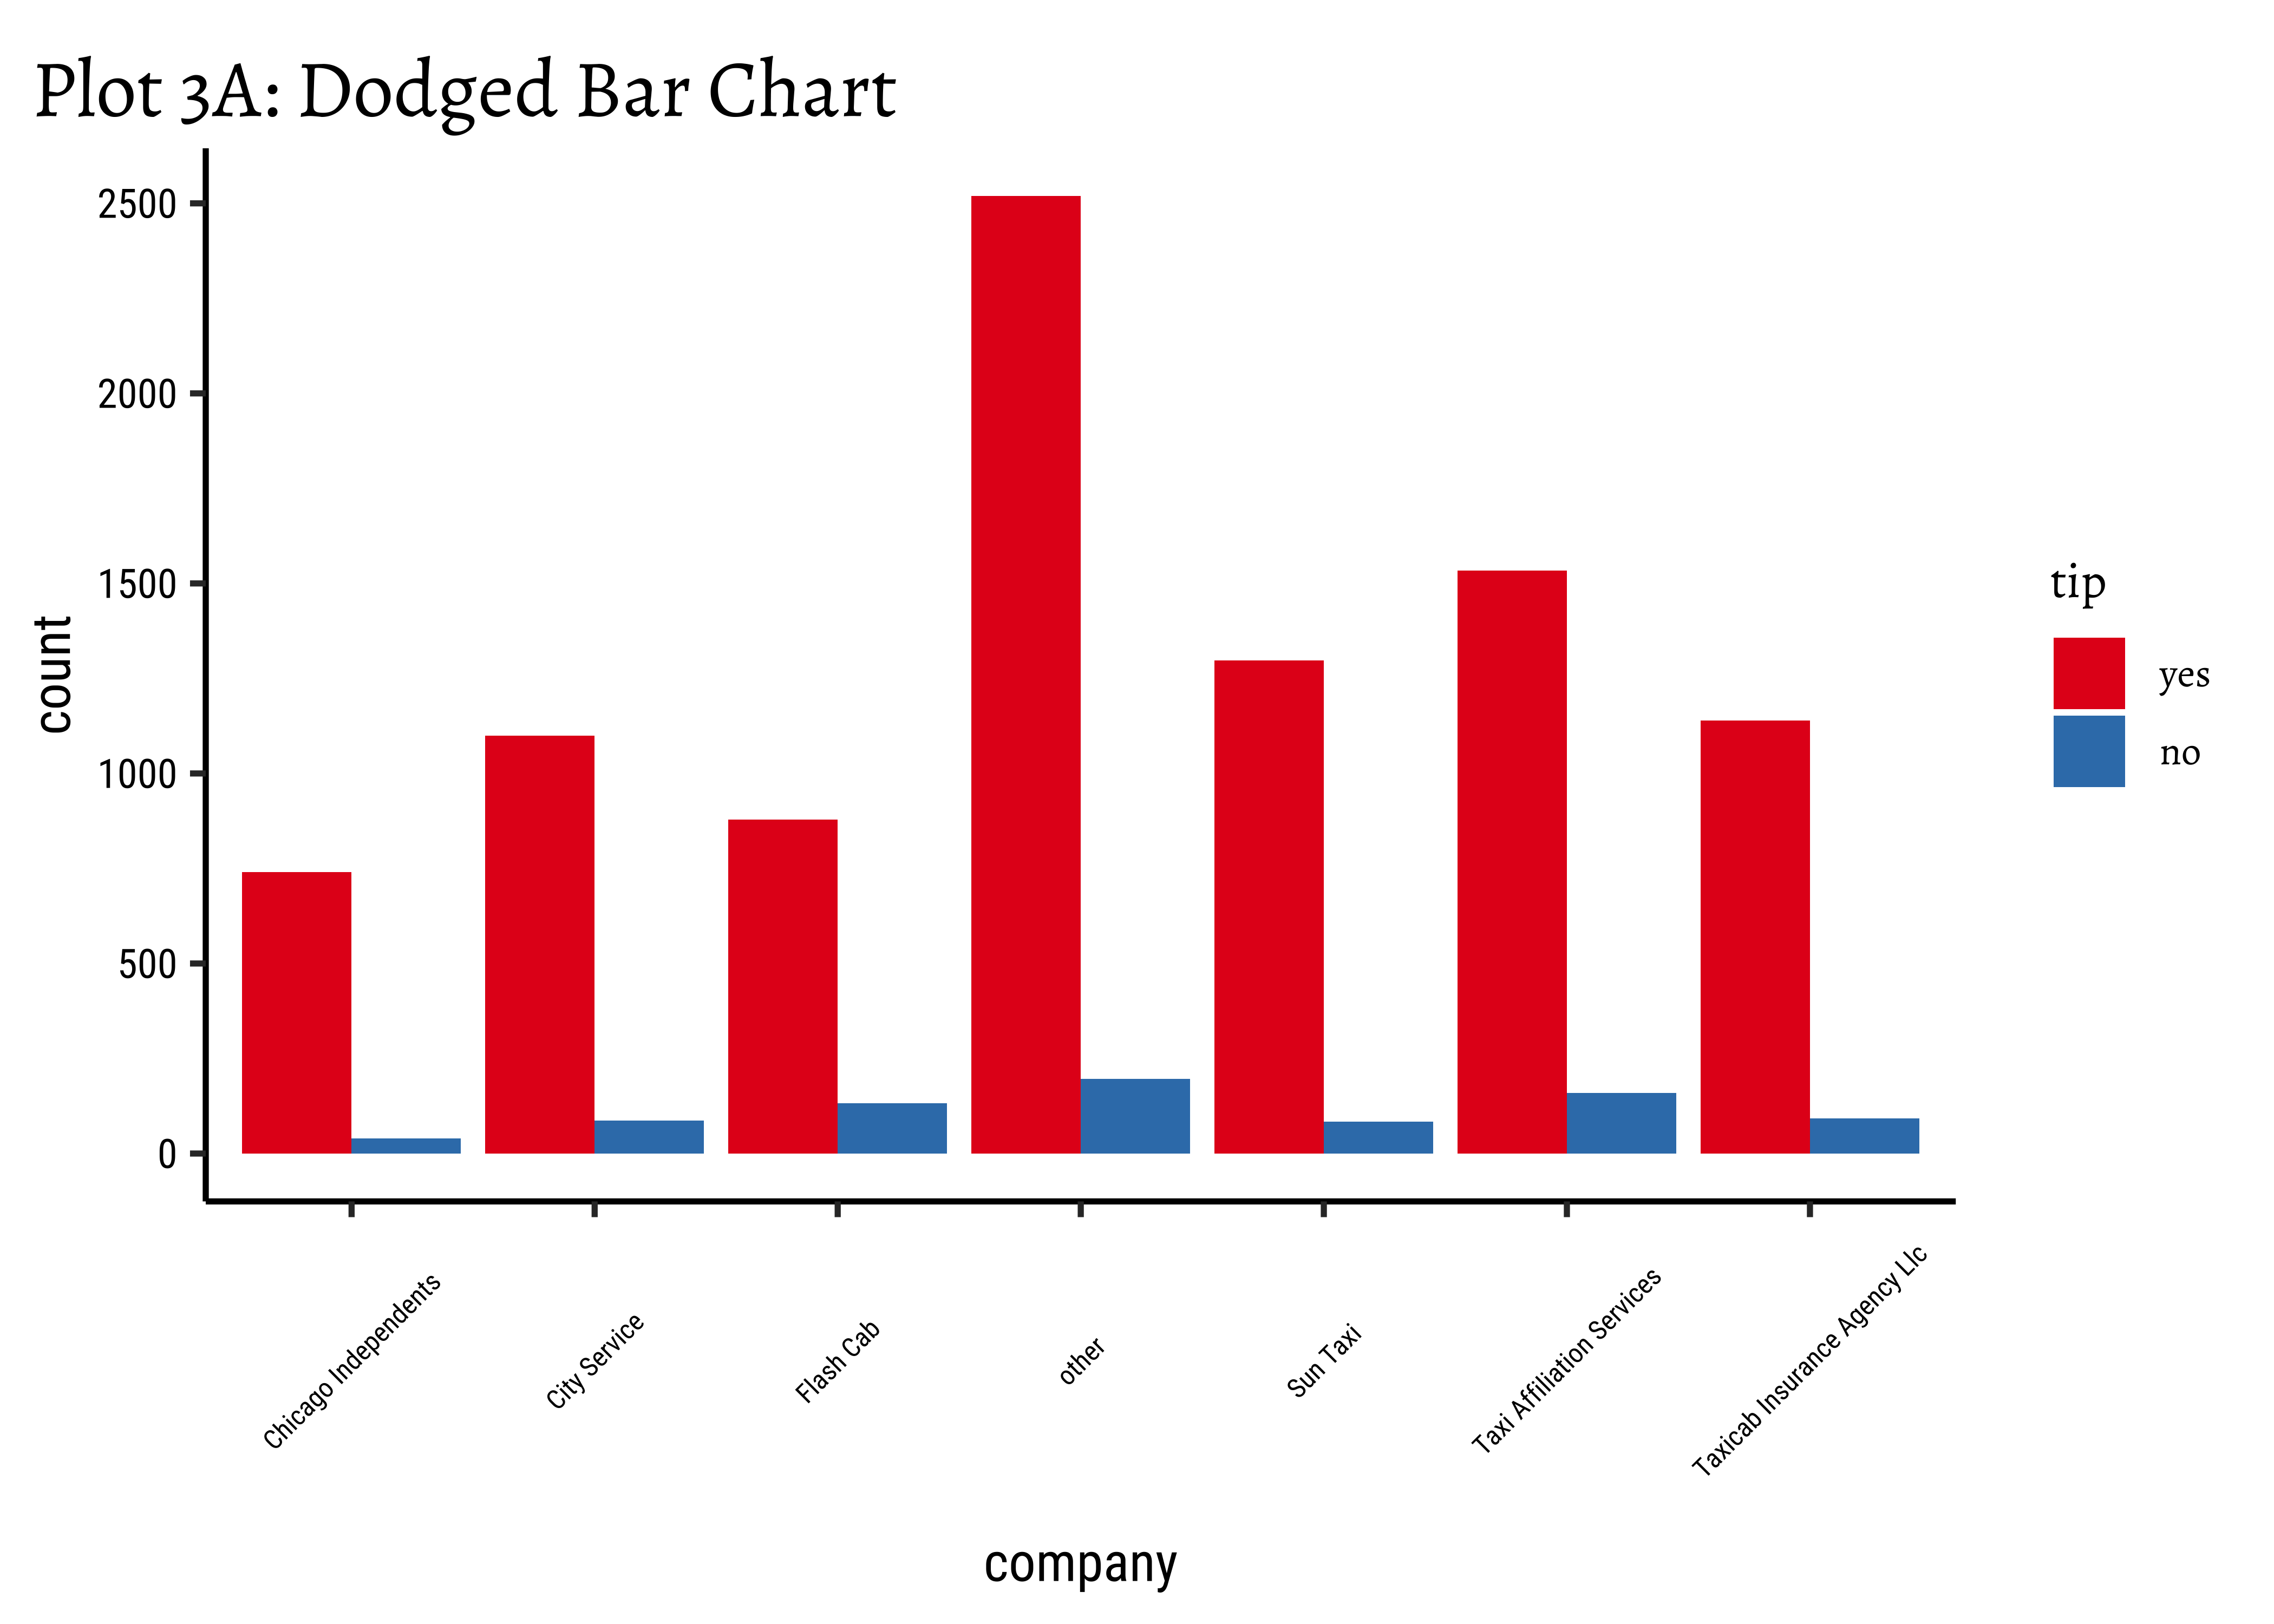 Plot 3A: Dodged Bar Chart
count
2500
2000
1500
1000
500
0
Chicago Independents
City Service
Flash Cab
other
Sun Taxi
Taxi Affiliation Services
Taxicab Insurance Agency Llc
company
tip
yes
no